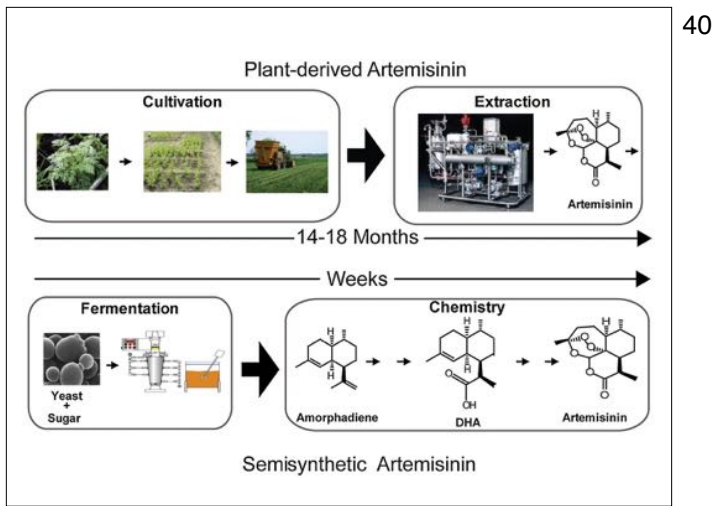 40
Plant-derived Artemisinin
Cultivation
Extraction
H
O
O
O
O
O
Artemisinin
14-18 Months
Weeks
Fermentation
Chemistry
Yeast
+
Sugar
H
H
Amorphadiene
H
H
O
OH
DHA
H
O
O
O
H
O
O
Artemisinin
Semisynthetic Artemisinin